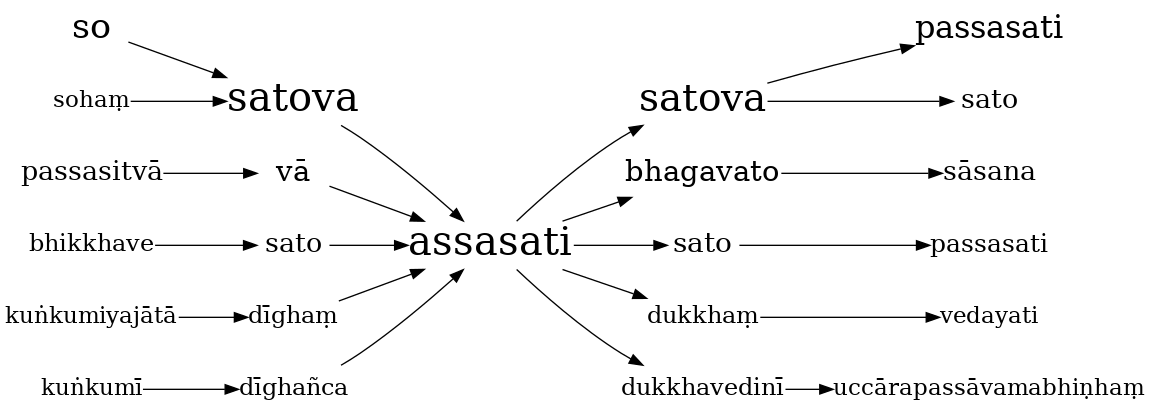 so passasati
sohaṃ satova satova sato
passasitvā vā bhagavato sāsana
bhikkhave sato assasati sato passasati
kuṅkumiyajātā dīghaṃ dukkhaṃ vedayati
kuṅkumī dīghañca dukkhavedinī uccārapassāvamabhiṇhaṃ